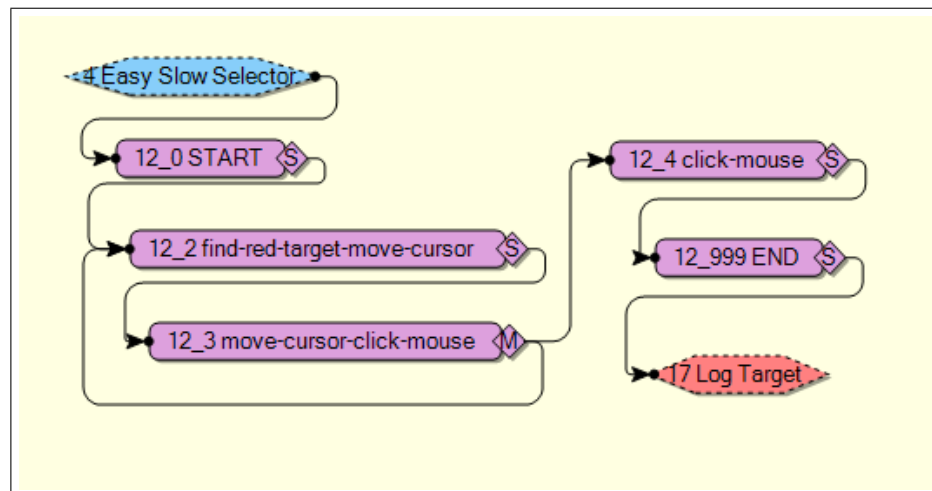 4 Easy Slow Selector
12_0 START S
12_2 find-red-target-move-cursor S
12_3 move-cursor-click-mouse M
12_4 click-mouse S
12_999 END S
17 Log Target